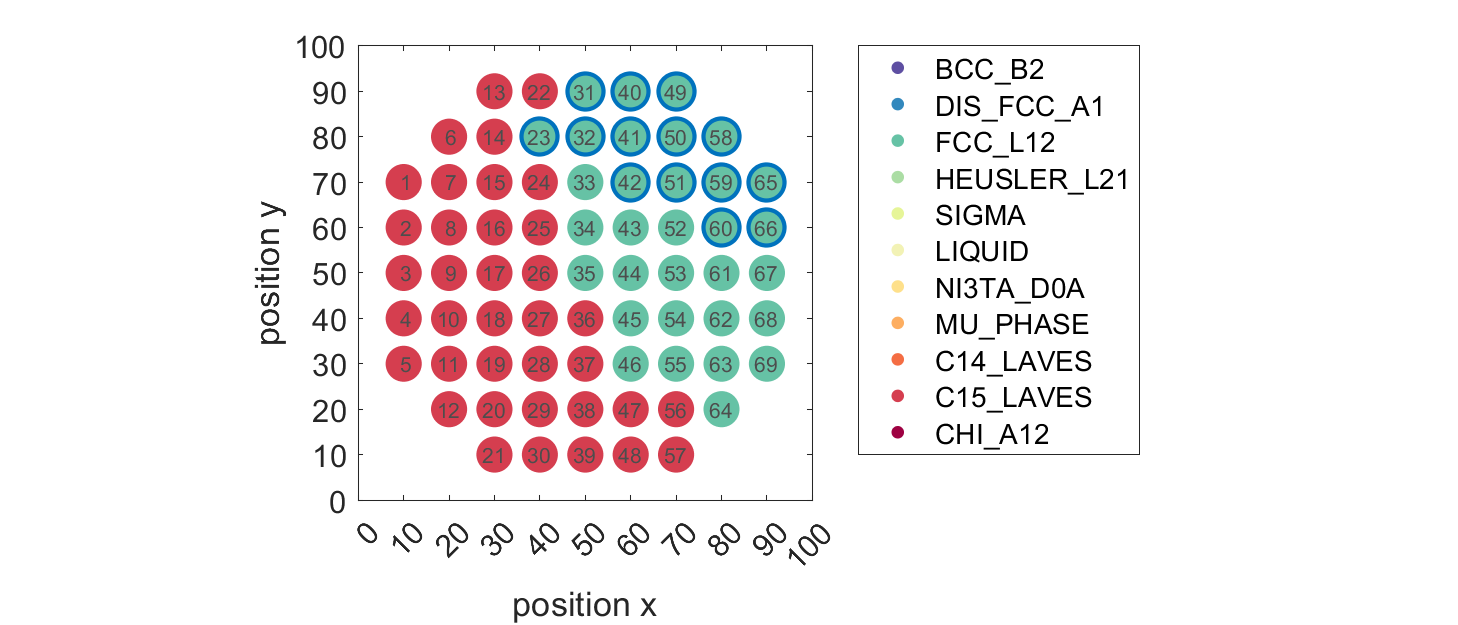 100
90
80
70
60
50
40
30
20
10
0
position y
13 22 31 40 49
6 14 23 32 41 50 58
1 7 15 24 33 42 51 59 65
2 8 16 25 34 43 52 60 66
3 9 17 26 35 44 53 61 67
4 10 18 27 36 45 54 62 68
5 11 19 28 37 46 55 63 69
12 20 29 38 47 56 64
21 30 39 48 57
0 10 20 30 40 50 60 70 80 90 100
position x
BCC_B2
DIS_FCC_A1
FCC_L12
HEUSLER_L21
SIGMA
LIQUID
NI3TA_D0A
MU_PHASE
C14_LAVES
C15_LAVES
CHI_A12